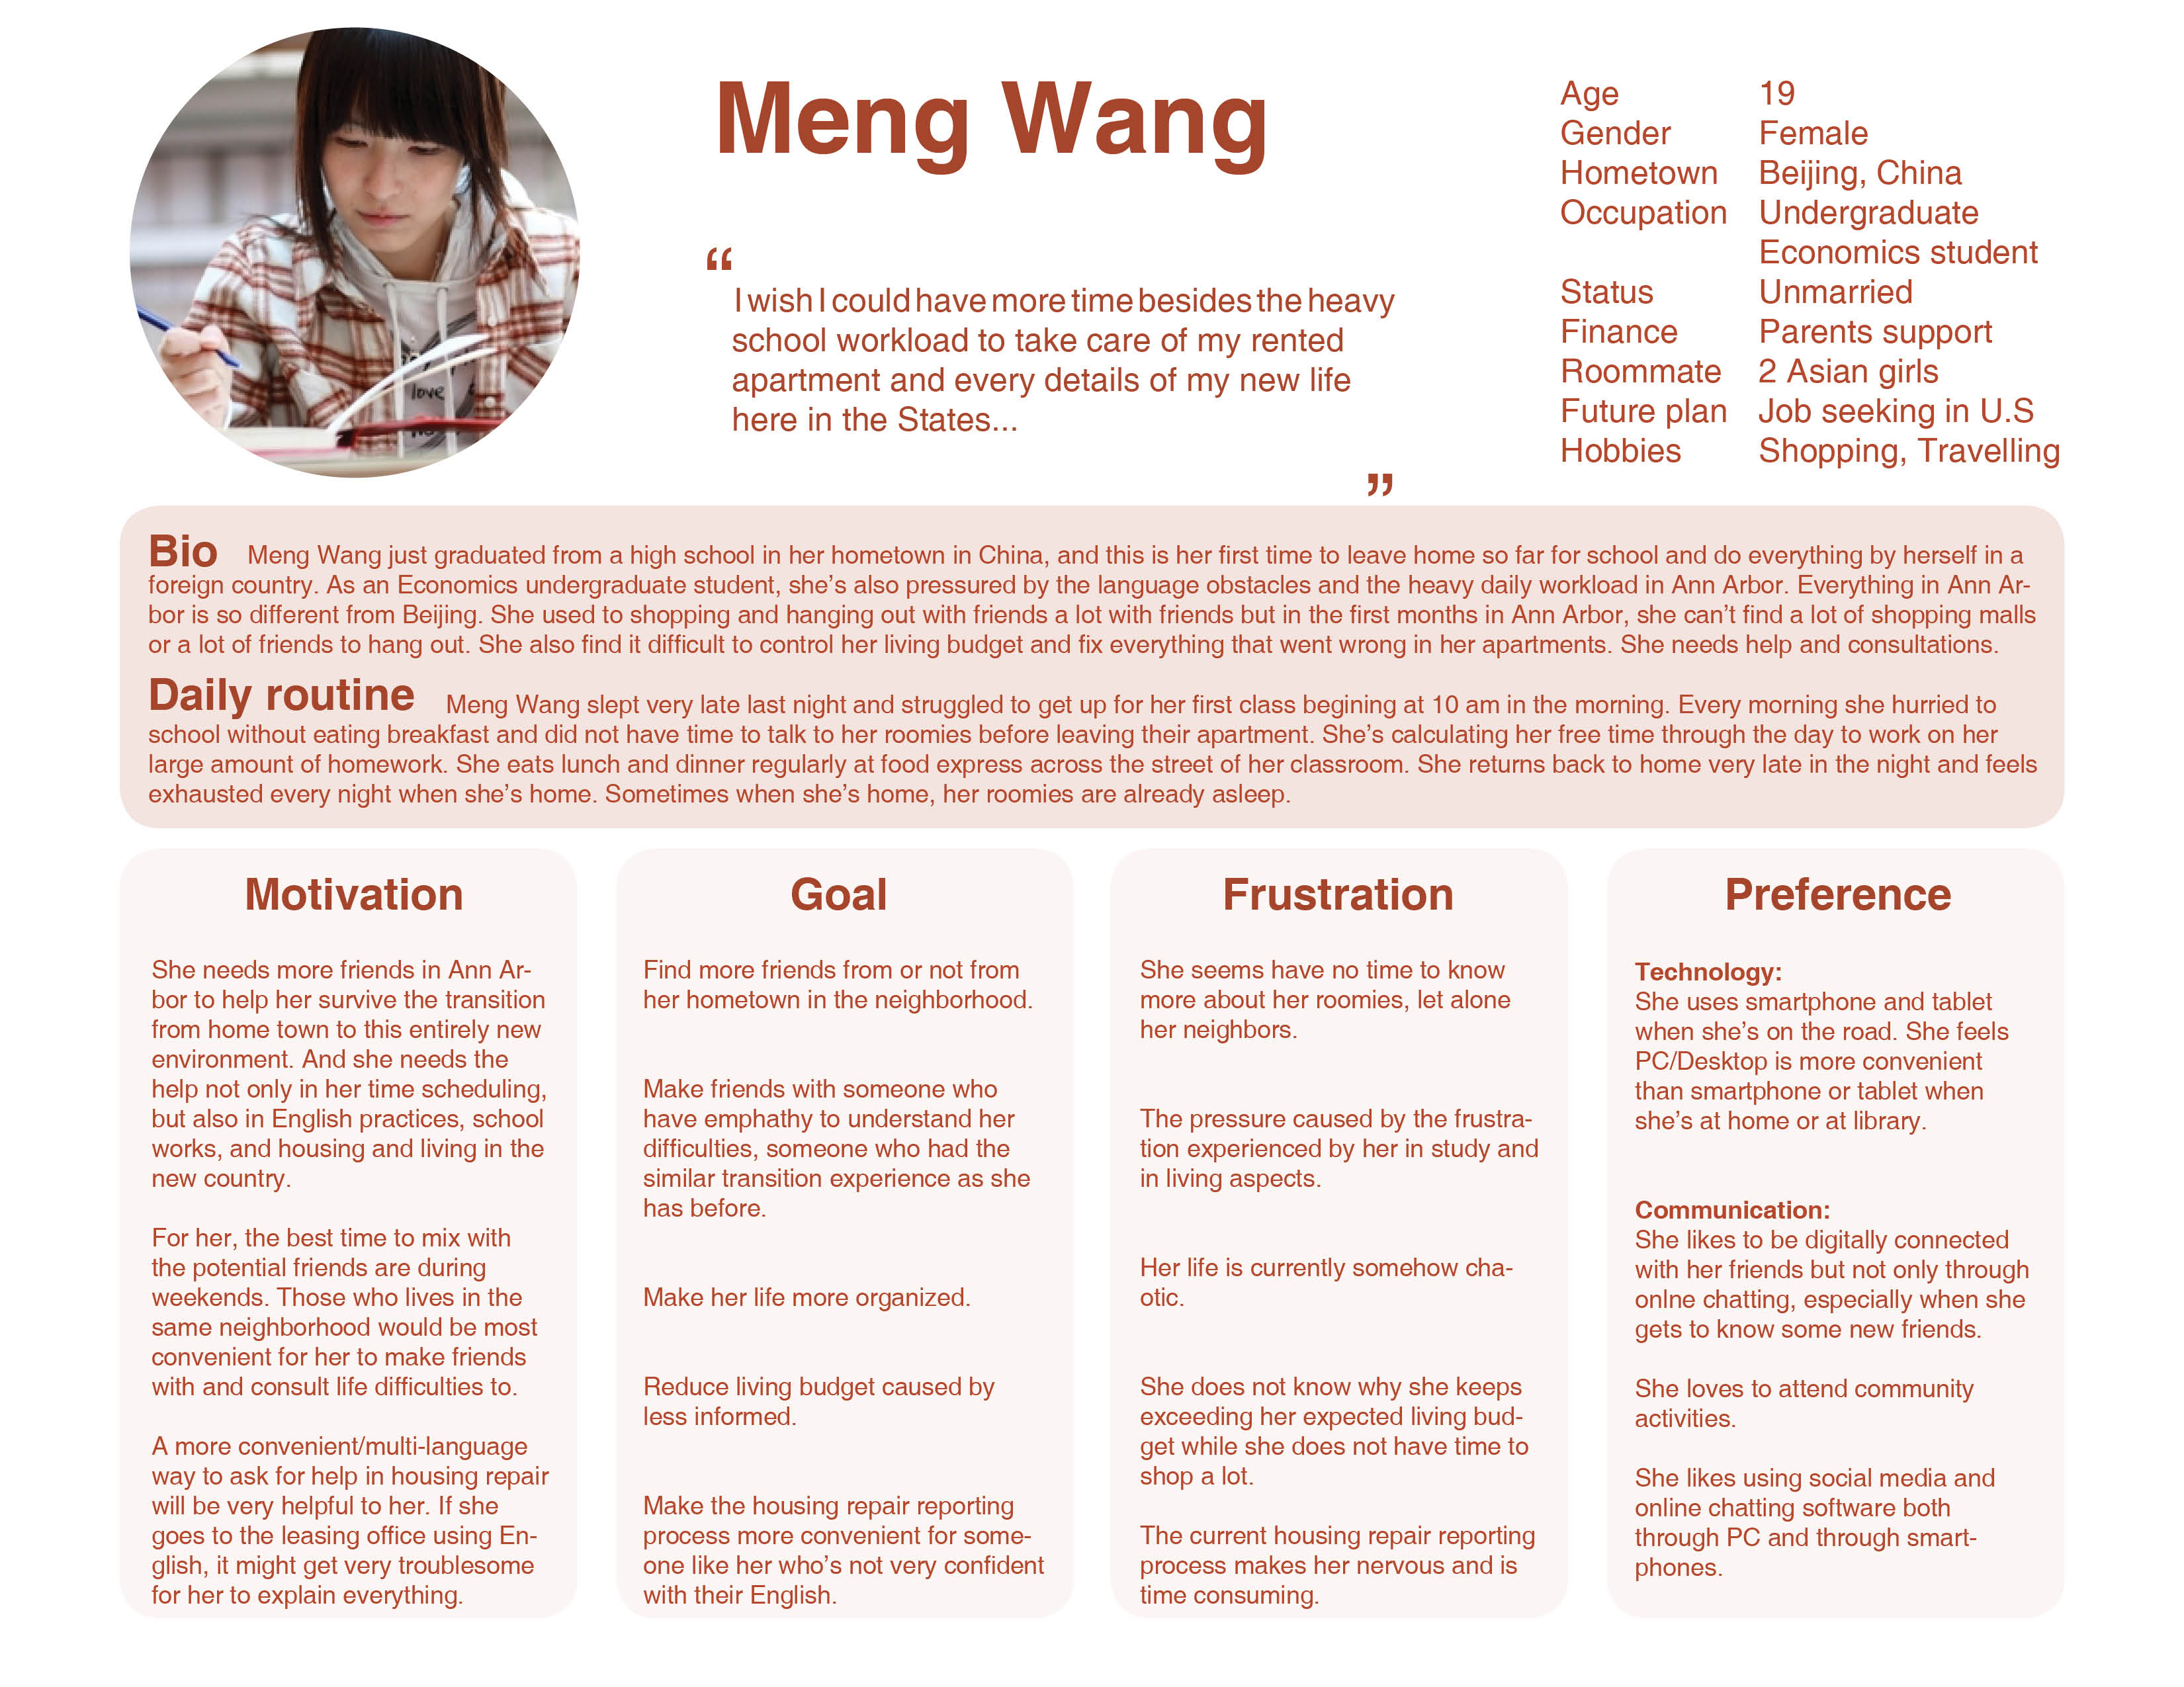 Meng Wang
“
I wish I could have more time besides the heavy
school workload to take care of my rented
apartment and every details of my new life
here in the States...
”
Age 19
Gender Female
Hometown Beijing, China
Occupation Undergraduate
Economics student
Status Unmarried
Finance Parents support
Roommate 2 Asian girls
Future plan Job seeking in U.S
Hobbies Shopping, Travelling
love
Bio Meng Wang just graduated from a high school in her hometown in China, and this is her first time to leave home so far for school and do everything by herself in a
foreign country. As an Economics undergraduate student, she’s also pressured by the language obstacles and the heavy daily workload in Ann Arbor. Everything in Ann Ar-
bor is so different from Beijing. She used to shopping and hanging out with friends a lot with friends but in the first months in Ann Arbor, she can’t find a lot of shopping malls
or a lot of friends to hang out. She also find it difficult to control her living budget and fix everything that went wrong in her apartments. She needs help and consultations.
Daily routine Meng Wang slept very late last night and struggled to get up for her first class begining at 10 am in the morning. Every morning she hurried to
school without eating breakfast and did not have time to talk to her roomies before leaving their apartment. She’s calculating her free time through the day to work on her
large amount of homework. She eats lunch and dinner regularly at food express across the street of her classroom. She returns back to home very late in the night and feels
exhausted every night when she’s home. Sometimes when she’s home, her roomies are already asleep.
Motivation
She needs more friends in Ann Ar-
bor to help her survive the transition
from home town to this entirely new
environment. And she needs the
help not only in her time scheduling,
but also in English practices, school
works, and housing and living in the
new country.
For her, the best time to mix with
the potential friends are during
weekends. Those who lives in the
same neighborhood would be most
convenient for her to make friends
with and consult life difficulties to.
A more convenient/multi-language
way to ask for help in housing repair
will be very helpful to her. If she
goes to the leasing office using En-
glish, it might get very troublesome
for her to explain everything.
Goal
Find more friends from or not from
her hometown in the neighborhood.
Make friends with someone who
have emphathy to understand her
difficulties, someone who had the
similar transition experience as she
has before.
Make her life more organized.
Reduce living budget caused by
less informed.
Make the housing repair reporting
process more convenient for some-
one like her who’s not very confident
with their English.
Frustration
She seems have no time to know
more about her roomies, let alone
her neighbors.
The pressure caused by the frustra-
tion experienced by her in study and
in living aspects.
Her life is currently somehow cha-
otic.
She does not know why she keeps
exceeding her expected living bud-
get while she does not have time to
shop a lot.
The current housing repair reporting
process makes her nervous and is
time consuming.
Preference
Technology:
She uses smartphone and tablet
when she’s on the road. She feels
PC/Desktop is more convenient
than smartphone or tablet when
she’s at home or at library.
Communication:
She likes to be digitally connected
with her friends but not only through
onlne chatting, especially when she
gets to know some new friends.
She loves to attend community
activities.
She likes using social media and
online chatting software both
through PC and through smart-
phones.